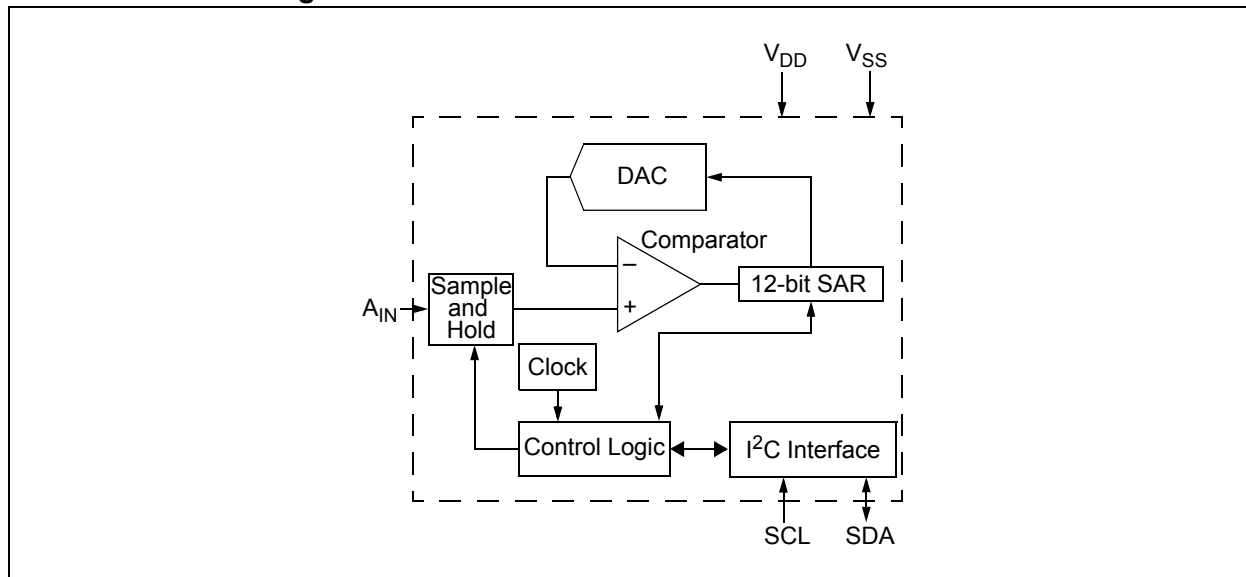 V_DD V_SS
DAC
Comparator
−
12-bit SAR
Sample
and
Hold
+
A_IN
Clock
Control Logic
I²C Interface
SCL SDA